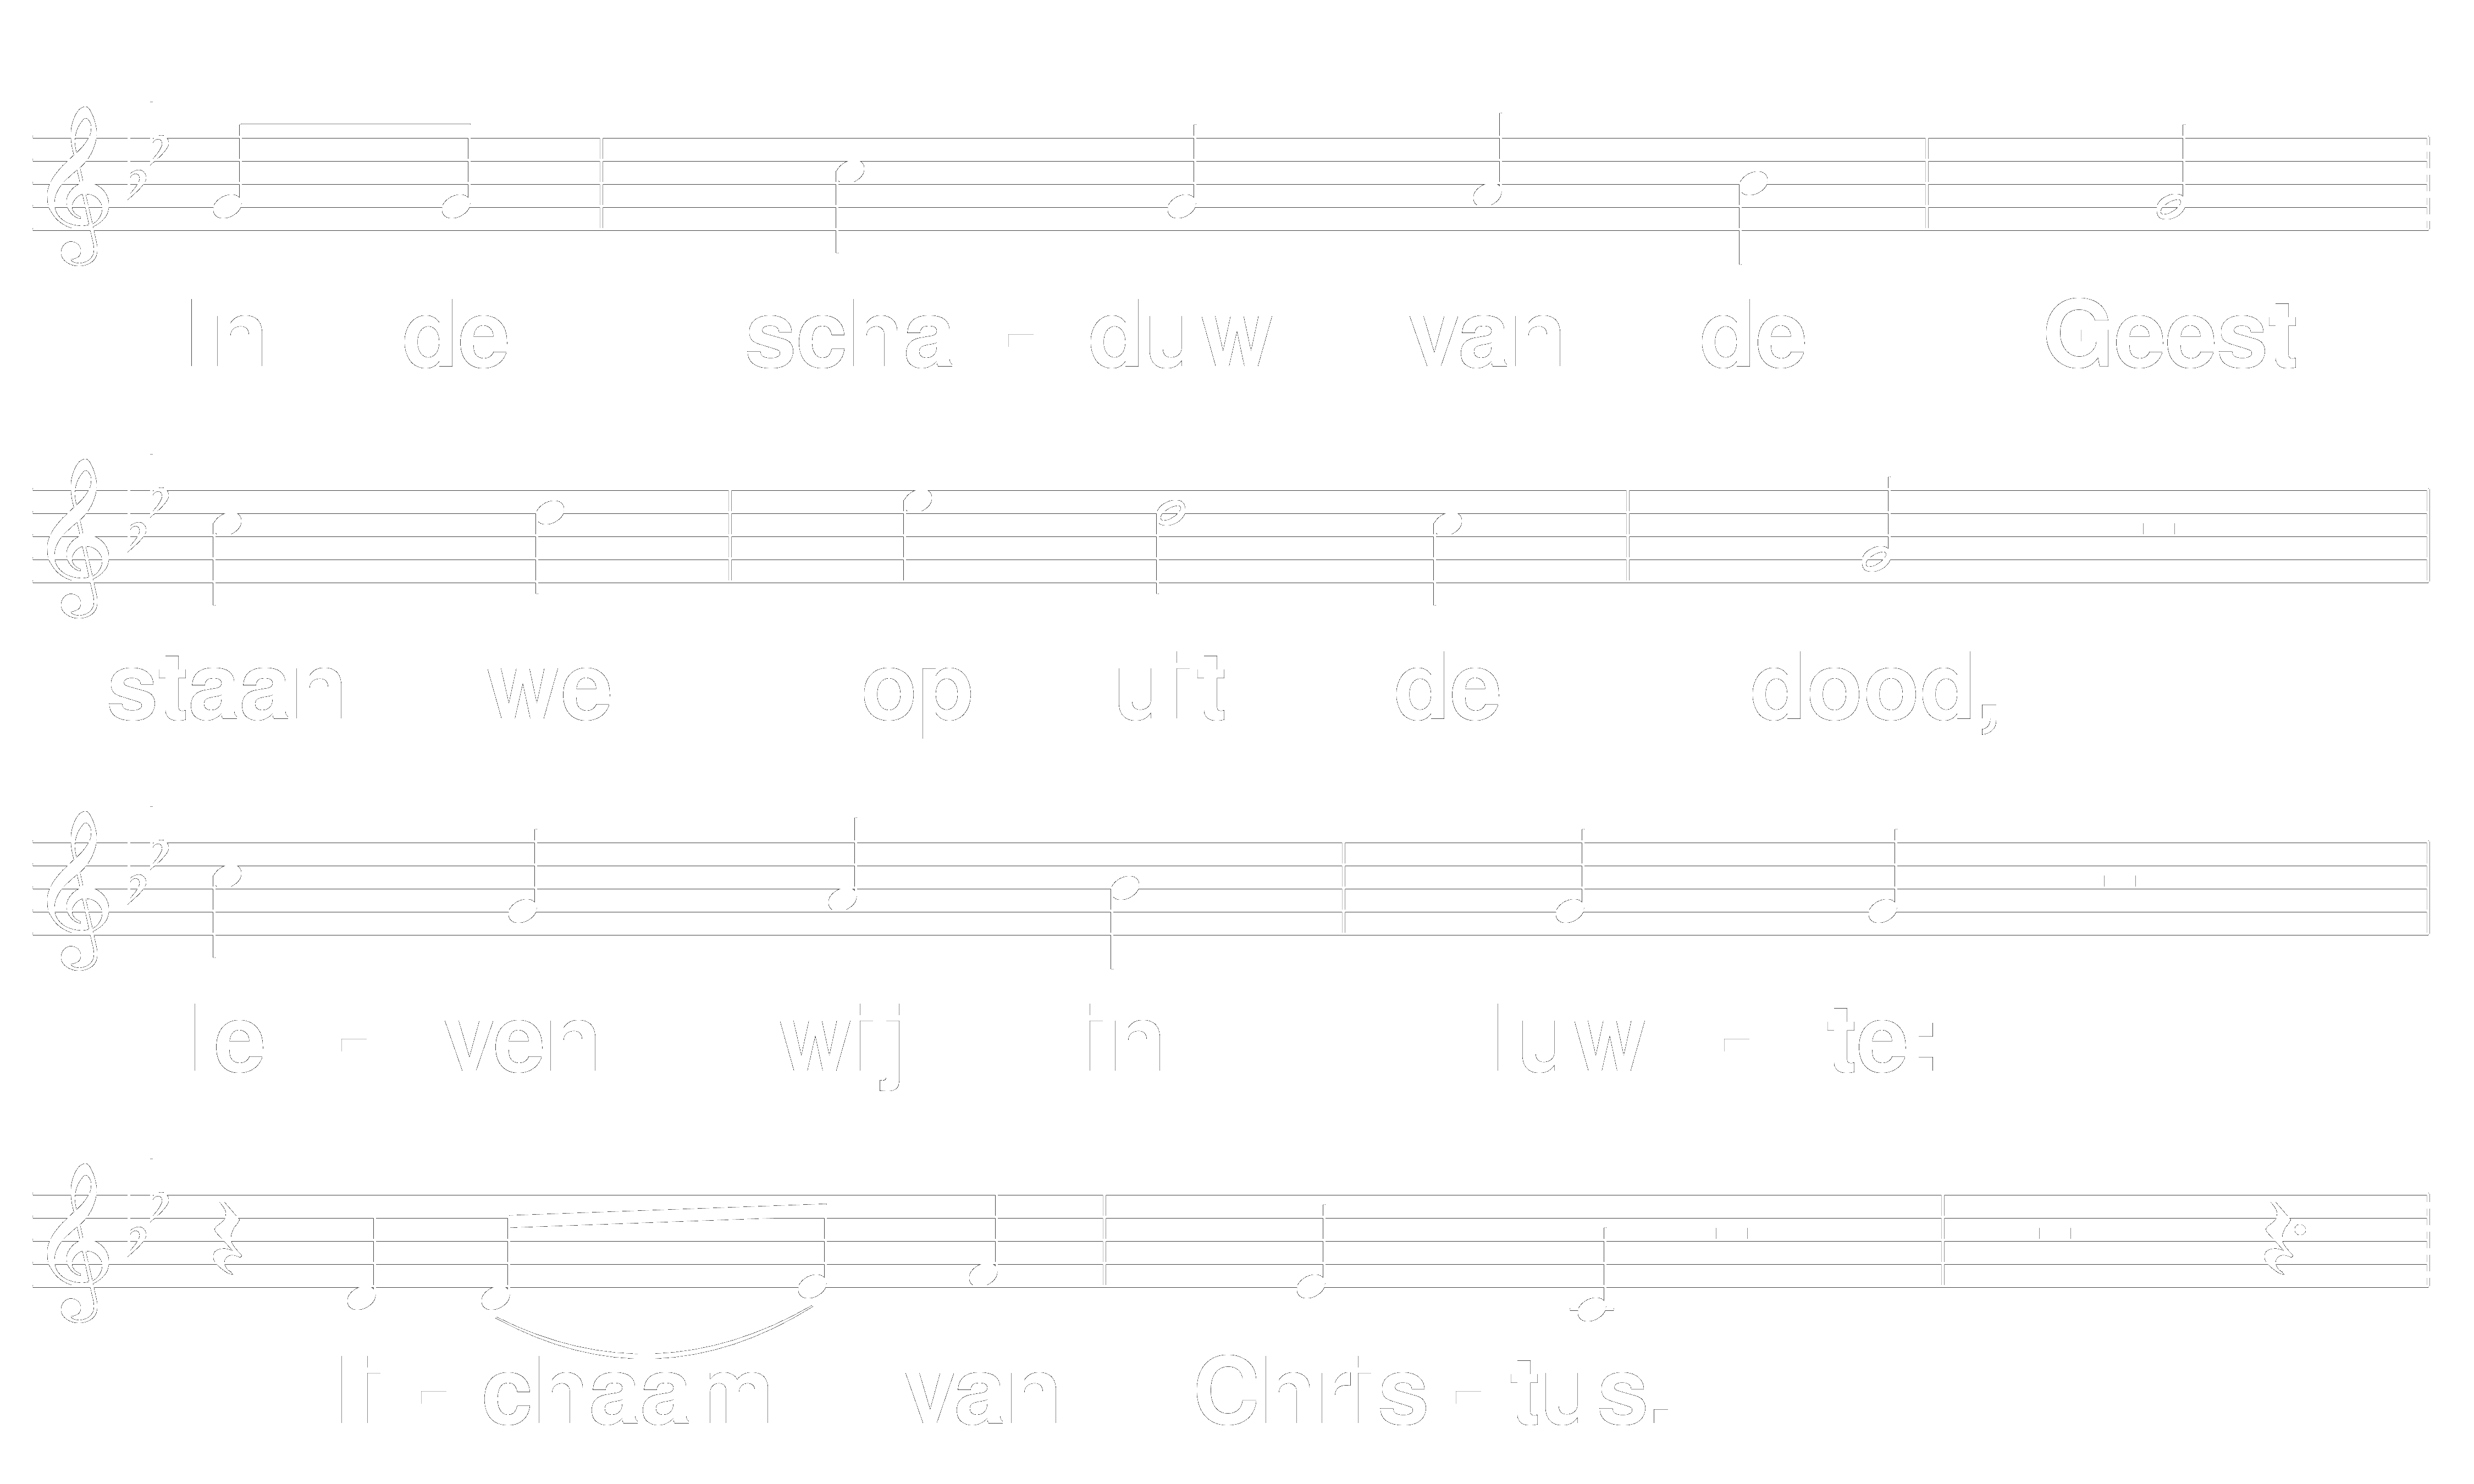 In de scha - duw van de Geest
staan we op uit de dood,
le - ven wij in luw - te:
li - chaam van Chris - tus.